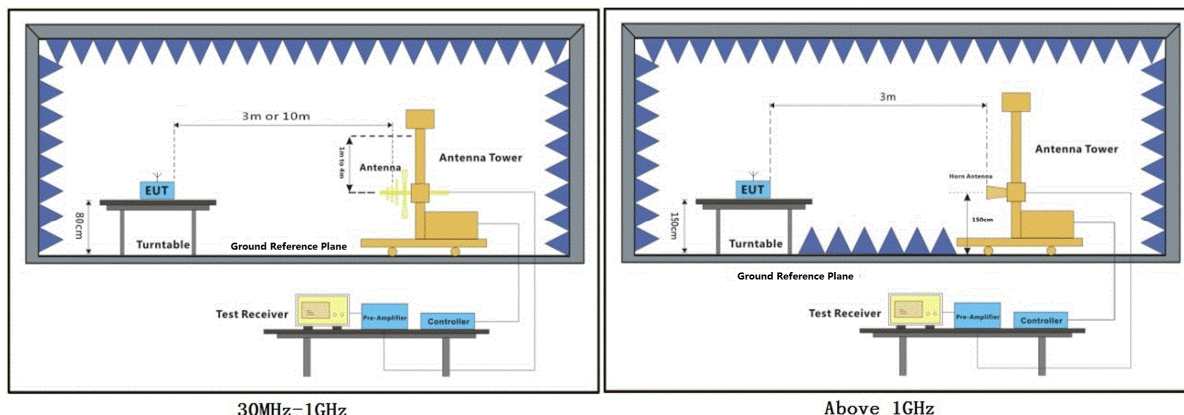 3m or 10m
1m to 4m
Antenna
Antenna Tower
EUT
80cm
Turntable
Ground Reference Plane
Test Receiver
Pre-Amplifier
Controller
30MHz-1GHz
3m
Antenna Tower
Horn Antenna
EUT
150cm
150cm
Turntable
Ground Reference Plane
Test Receiver
Pre-Amplifier
Controller
Above 1GHz